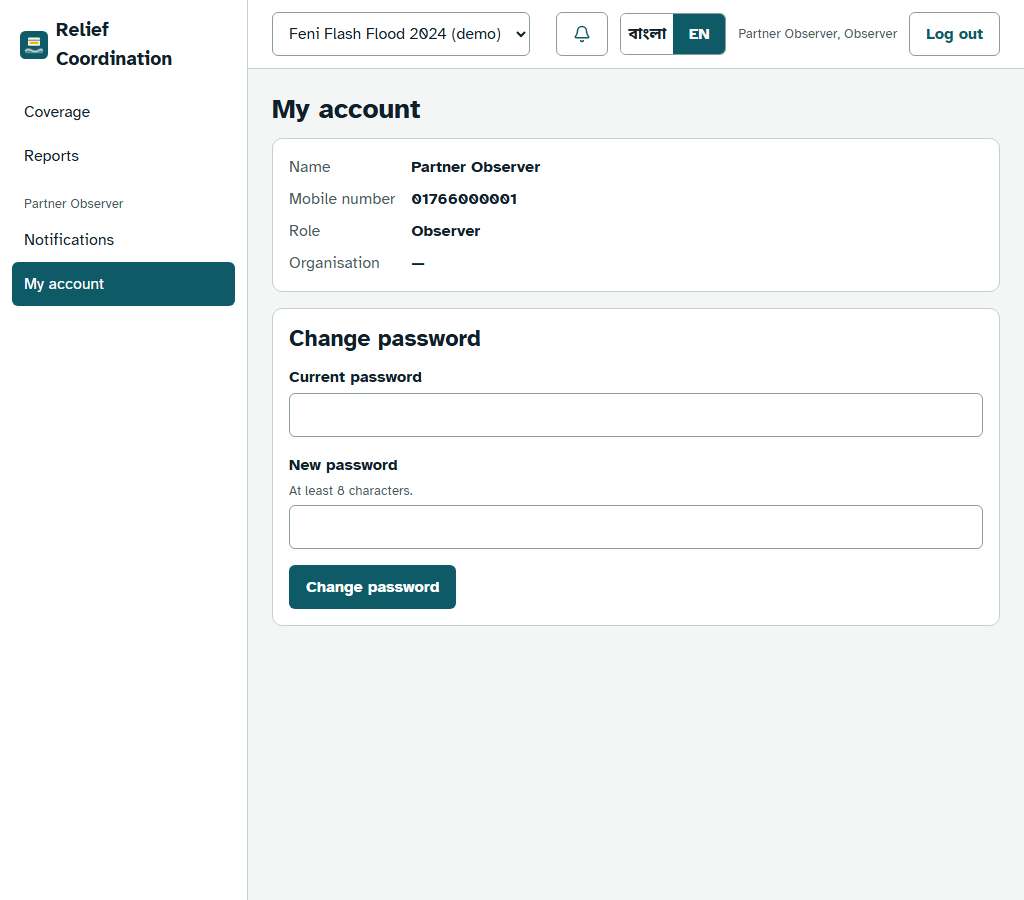 Relief
Coordination
Coverage
Reports
Partner Observer
Notifications
My account
Feni Flash Flood 2024 (demo)
বাংলা
EN
Partner Observer, Observer
Log out
My account
Name
Partner Observer
Mobile number
01766000001
Role
Observer
Organisation
—
Change password
Current password
New password
At least 8 characters.
Change password